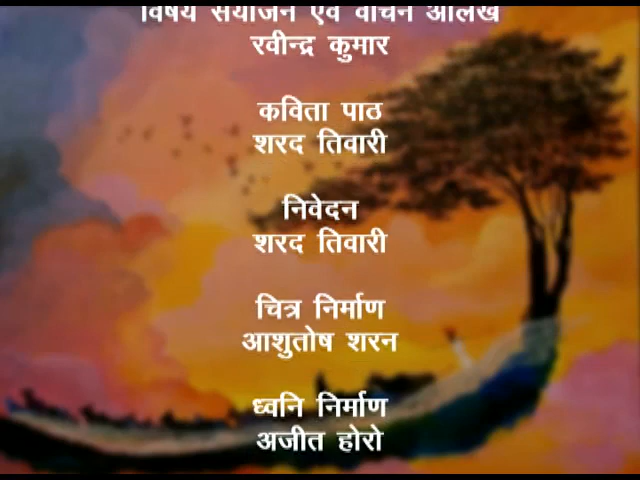 विषय संयोजन एवं वाचन आलेख
रवीन्द्र कुमार
कविता पाठ
शरद तिवारी
निवेदन
शरद तिवारी
चित्र निर्माण
आशुतोष शरन
ध्वनि निर्माण
अजीत होरो